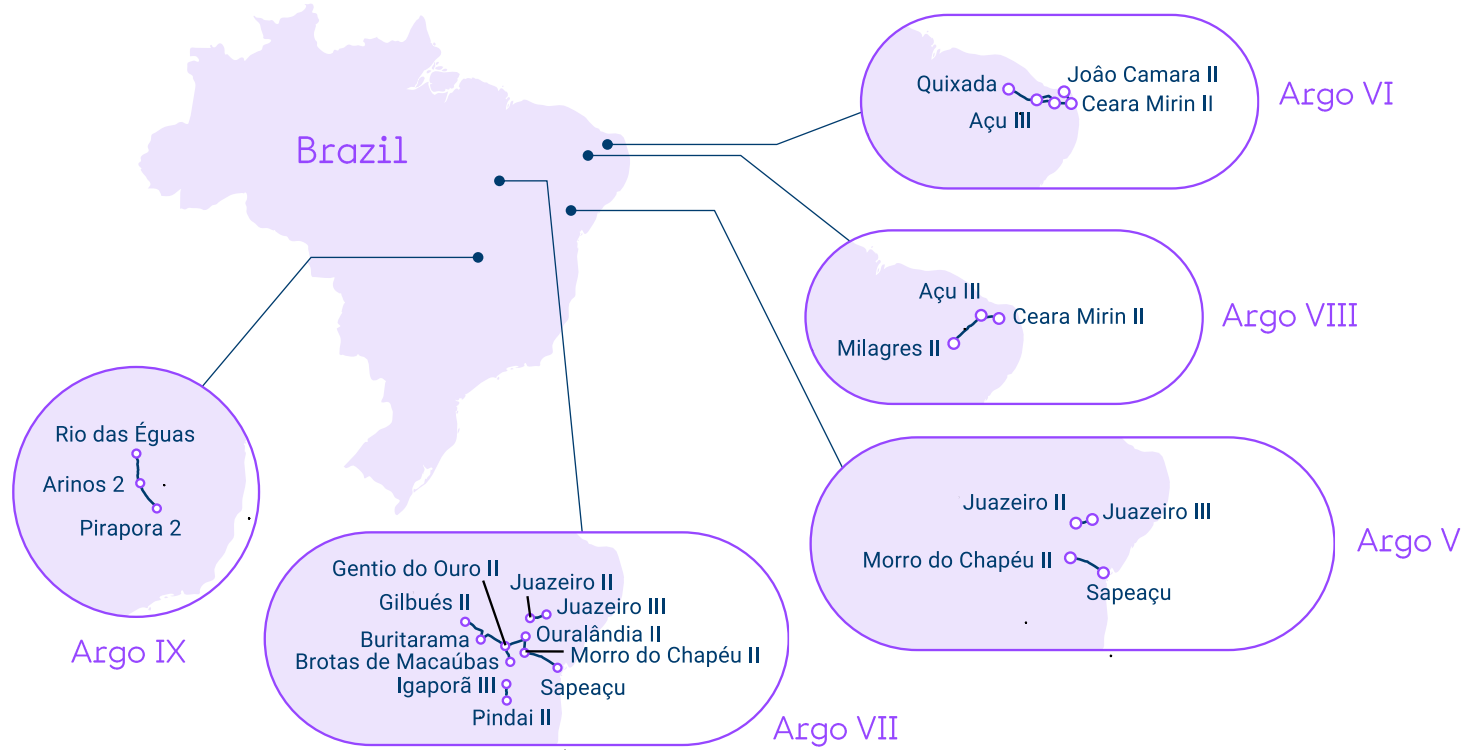 Brazil
Quixada
João Camara II
Ceara Mirin II
Açu III
Argo VI
Açu III
Ceara Mirin II
Milagres II
Argo VIII
Juazeiro II
Juazeiro III
Morro do Chapéu II
Sapeaçu
Argo V
Rio das Éguas
Arinos 2
Pirapora 2
Argo IX
Gentio do Ouro II
Juazeiro II
Gilbués II
Juazeiro III
Buritarama
Ouralândia II
Brotas de Macaúbas
Morro do Chapéu II
Igaporã III
Sapeaçu
Pindai II
Argo VII